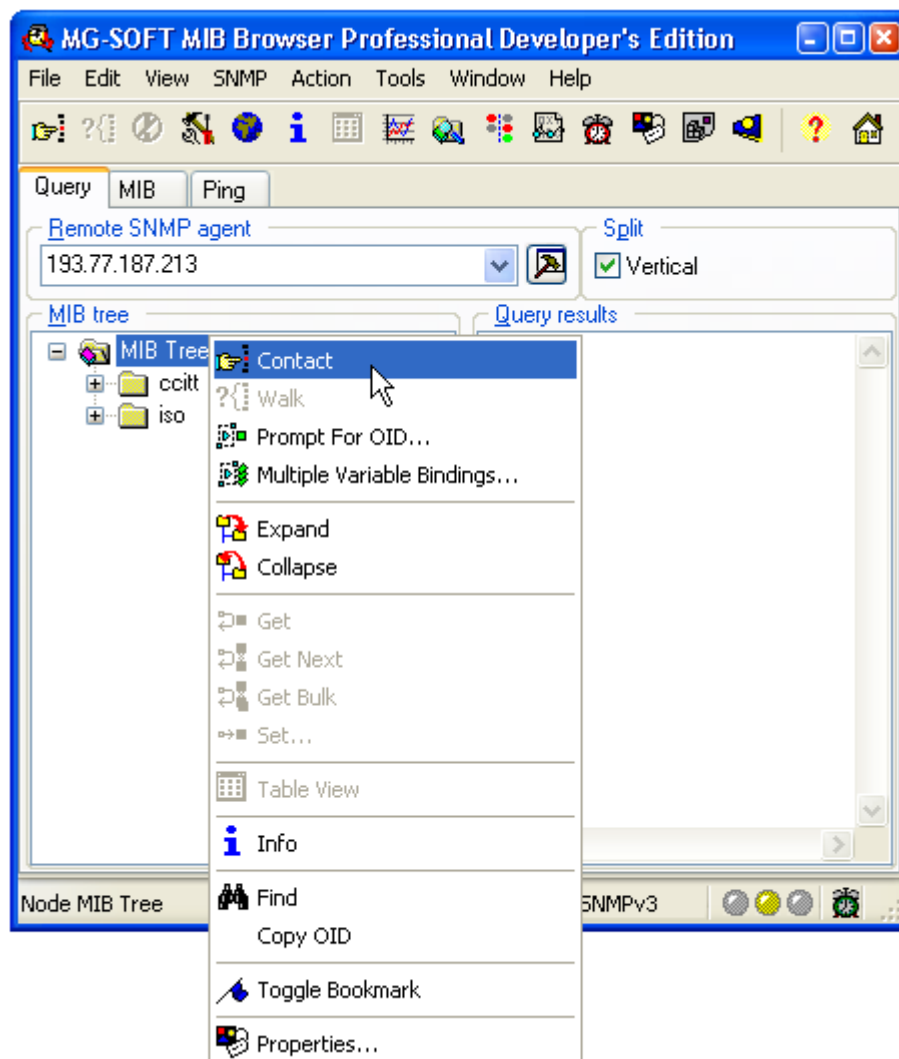 MG-SOFT MIB Browser Professional Developer's Edition
File Edit View SNMP Action Tools Window Help
Query MIB Ping
Remote SNMP agent
Split
193.77.187.213
Vertical
MIB tree
Query results
MIB Tree
ccitt
iso
Contact
Walk
Prompt For OID...
Multiple Variable Bindings...
Expand
Collapse
Get
Get Next
Get Bulk
Set...
Table View
Info
Find
Copy OID
Toggle Bookmark
Properties...
Node MIB Tree
SNMPv3